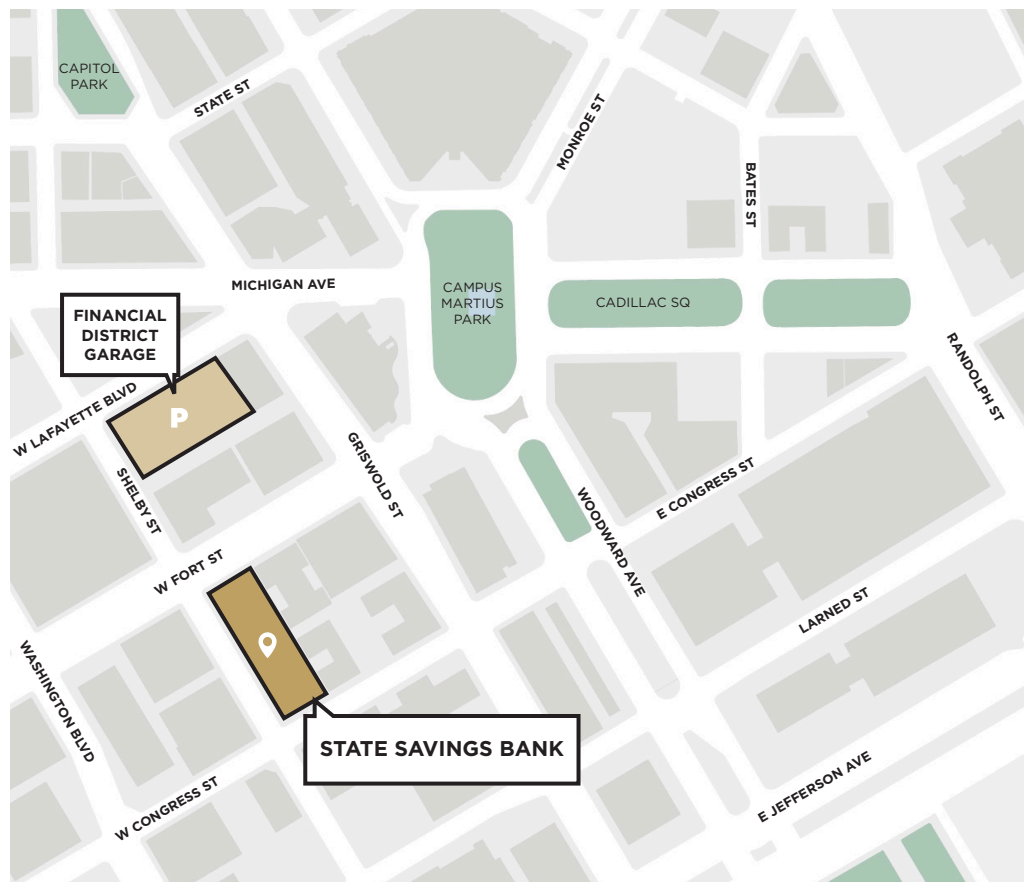 CAPITOL
PARK
STATE ST
MONROE ST
BATES ST
MICHIGAN AVE
CAMPUS
MARTIUS
PARK
CADILLAC SQ
FINANCIAL
DISTRICT
GARAGE
RANDOLPH ST
W LAFAYETTE BLVD
P
SHELBY ST
GRISWOLD ST
WOODWARD AVE
E CONGRESS ST
W FORT ST
LARNED ST
WASHINGTON BLVD
STATE SAVINGS BANK
W CONGRESS ST
E JEFFERSON AVE